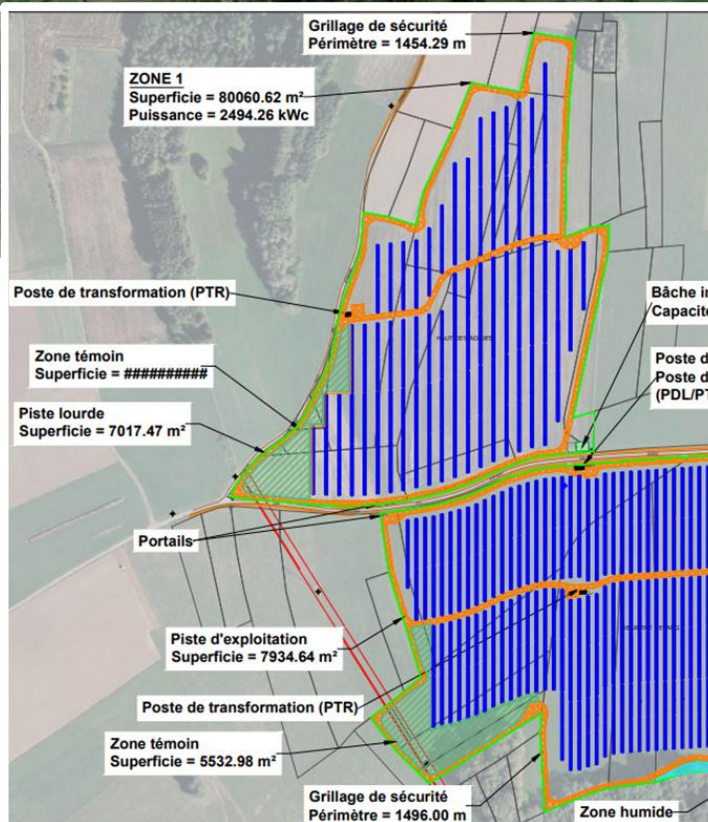 Grillage de sécurité
Périmètre = 1454.29 m
ZONE 1
Superficie = 80060.62 m²
Puissance = 2494.26 kWc
Poste de transformation (PTR)
Bâche in
Capacité
Zone témoin
Superficie = ##########
Poste d
Poste d
(PDL/PT
Piste lourde
Superficie = 7017.47 m²
Portails
Piste d'exploitation
Superficie = 7934.64 m²
Poste de transformation (PTR)
Zone témoin
Superficie = 5532.98 m²
Grillage de sécurité
Périmètre = 1496.00 m
Zone humide